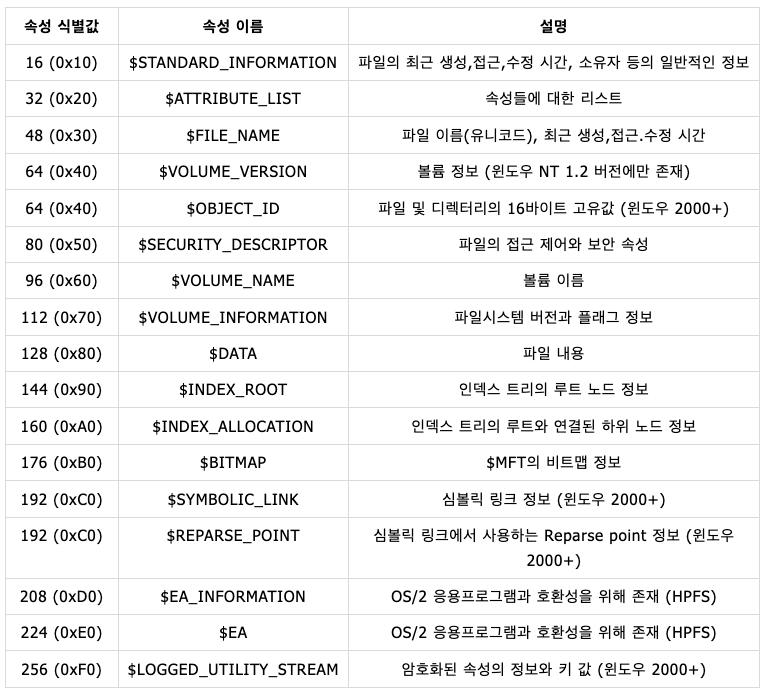 속성 식별값 속성 이름 설명
16 (0x10) $STANDARD_INFORMATION 파일의 최근 생성,접근,수정 시간, 소유자 등의 일반적인 정보
32 (0x20) $ATTRIBUTE_LIST 속성들에 대한 리스트
48 (0x30) $FILE_NAME 파일 이름(유니코드), 최근 생성,접근.수정 시간
64 (0x40) $VOLUME_VERSION 볼륨 정보 (윈도우 NT 1.2 버전에만 존재)
64 (0x40) $OBJECT_ID 파일 및 디렉터리의 16바이트 고유값 (윈도우 2000+)
80 (0x50) $SECURITY_DESCRIPTOR 파일의 접근 제어와 보안 속성
96 (0x60) $VOLUME_NAME 볼륨 이름
112 (0x70) $VOLUME_INFORMATION 파일시스템 버전과 플래그 정보
128 (0x80) $DATA 파일 내용
144 (0x90) $INDEX_ROOT 인덱스 트리의 루트 노드 정보
160 (0xA0) $INDEX_ALLOCATION 인덱스 트리의 루트와 연결된 하위 노드 정보
176 (0xB0) $BITMAP $MFT의 비트맵 정보
192 (0xC0) $SYMBOLIC_LINK 심볼릭 링크 정보 (윈도우 2000+)
192 (0xC0) $REPARSE_POINT 심볼릭 링크에서 사용하는 Reparse point 정보 (윈도우
2000+)
208 (0xD0) $EA_INFORMATION OS/2 응용프로그램과 호환성을 위해 존재 (HPFS)
224 (0xE0) $EA OS/2 응용프로그램과 호환성을 위해 존재 (HPFS)
256 (0xF0) $LOGGED_UTILITY_STREAM 암호화된 속성의 정보와 키 값 (윈도우 2000+)